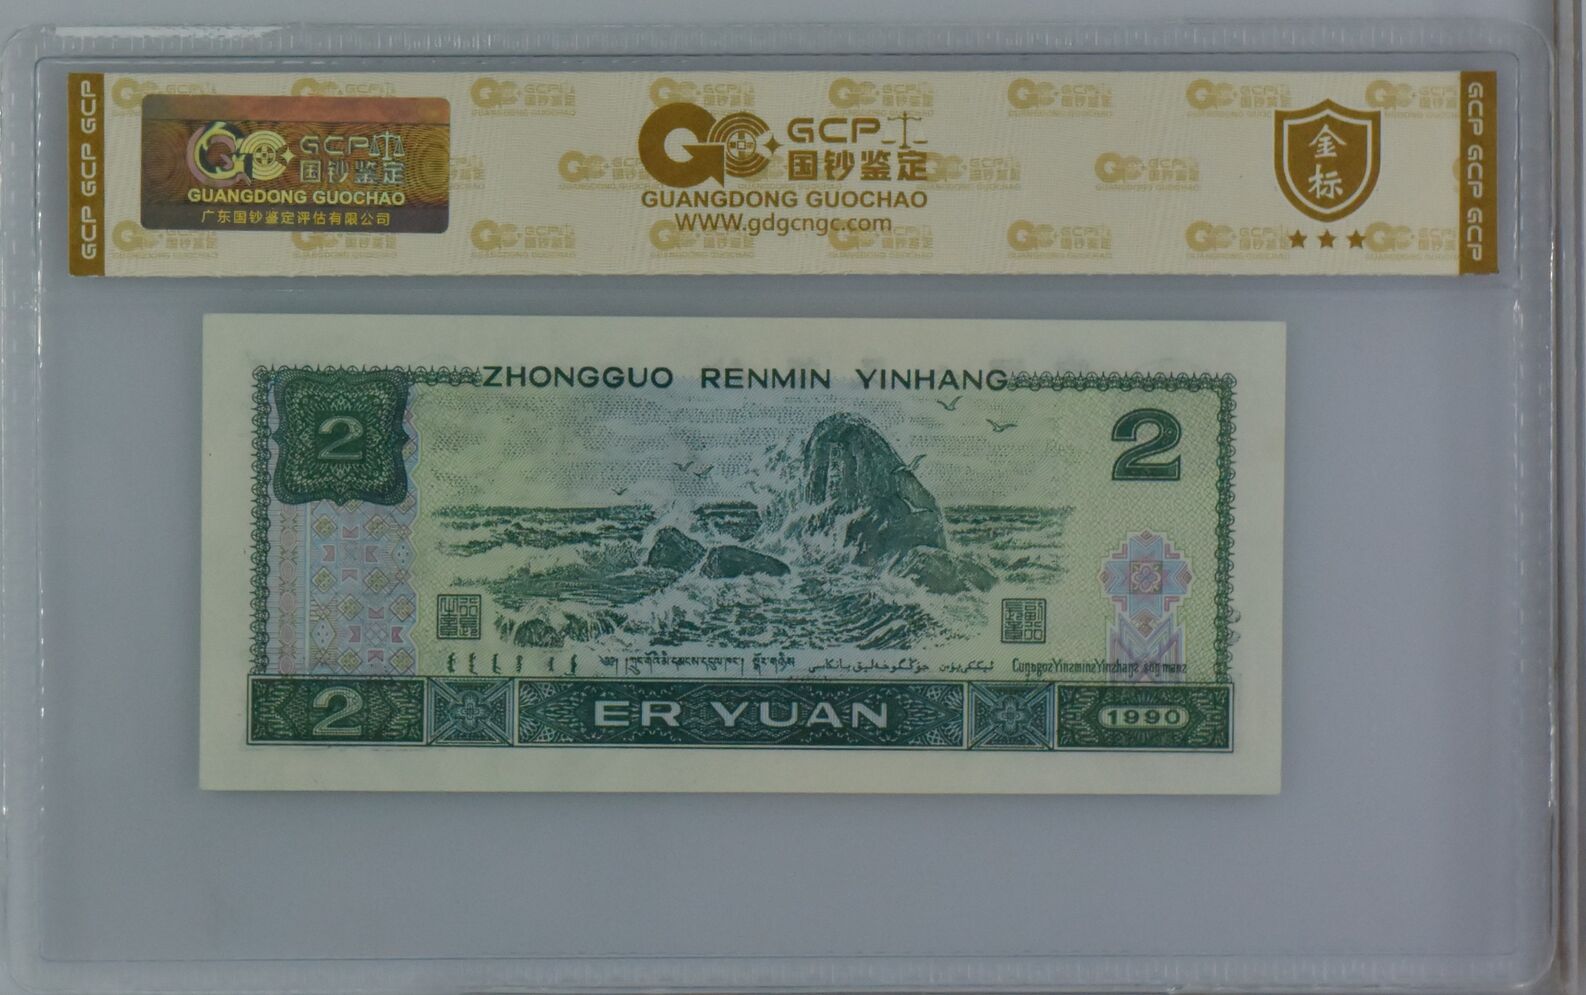 GCP GCP GCP
GCP
国钞鉴定
GUANGDONG GUOCHAO
广东国钞鉴定评估有限公司
GCP
国钞鉴定
GUANGDONG GUOCHAO
WWW.gdgcngc.com
金
标
GCP GCP GCP
ZHONGGUO RENMIN YINHANG
2
2
2
ER YUAN
1990